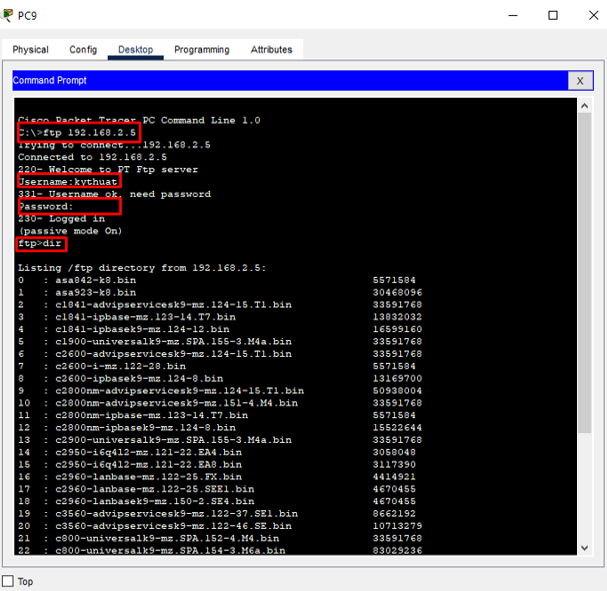 PC9
Physical Config Desktop Programming Attributes
Command Prompt X
Cisco Packet Tracer PC Command Line 1.0
C:\>ftp 192.168.2.5
Trying to connect...192.168.2.5
Connected to 192.168.2.5
220- Welcome to PT Ftp server
Username:kythuat
331- Username ok, need password
Password:
230- Logged in
(passive mode On)
ftp>dir
Listing /ftp directory from 192.168.2.5:
0 : asa842-k8.bin 5571584
1 : asa923-k8.bin 30468096
2 : c1841-advipservicesk9-mz.124-15.T1.bin 33591768
3 : c1841-ipbase-mz.123-14.T7.bin 13832032
4 : c1841-ipbasek9-mz.124-12.bin 16599160
5 : c1900-universalk9-mz.SPA.155-3.M4a.bin 33591768
6 : c2600-advipservicesk9-mz.124-15.T1.bin 33591768
7 : c2600-i-mz.122-28.bin 5571584
8 : c2600-ipbasek9-mz.124-8.bin 13169700
9 : c2800nm-advipservicesk9-mz.124-15.T1.bin 50938004
10 : c2800nm-advipservicesk9-mz.151-4.M4.bin 33591768
11 : c2800nm-ipbase-mz.123-14.T7.bin 5571584
12 : c2800nm-ipbasek9-mz.124-8.bin 15522644
13 : c2900-universalk9-mz.SPA.155-3.M4a.bin 33591768
14 : c2950-i6q4l2-mz.121-22.EA4.bin 3058048
15 : c2950-i6q4l2-mz.121-22.EA8.bin 3117390
16 : c2960-lanbase-mz.122-25.FX.bin 4414921
17 : c2960-lanbase-mz.122-25.SEE1.bin 4670455
18 : c2960-lanbasek9-mz.150-2.SE4.bin 4670455
19 : c3560-advipservicesk9-mz.122-37.SE1.bin 8662192
20 : c3560-advipservicesk9-mz.122-46.SE.bin 10713279
21 : c800-universalk9-mz.SPA.152-4.M4.bin 33591768
22 : c800-universalk9-mz.SPA.154-3.M6a.bin 83029236
Top